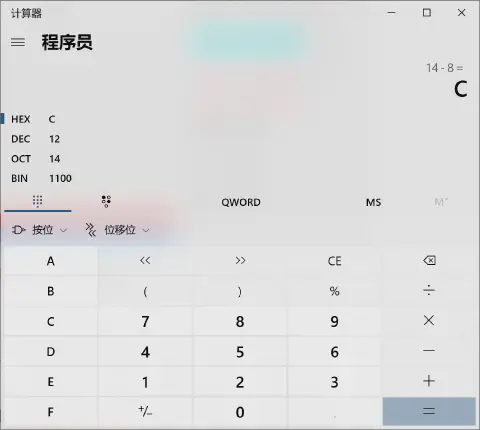 计算器
程序员
14 - 8 =
C
HEX C
DEC 12
OCT 14
BIN 1100
QWORD MS M˅
按位 位移位
A << >> CE
B ( ) % ÷
C 7 8 9 ×
D 4 5 6 −
E 1 2 3 +
F +/− 0 . =